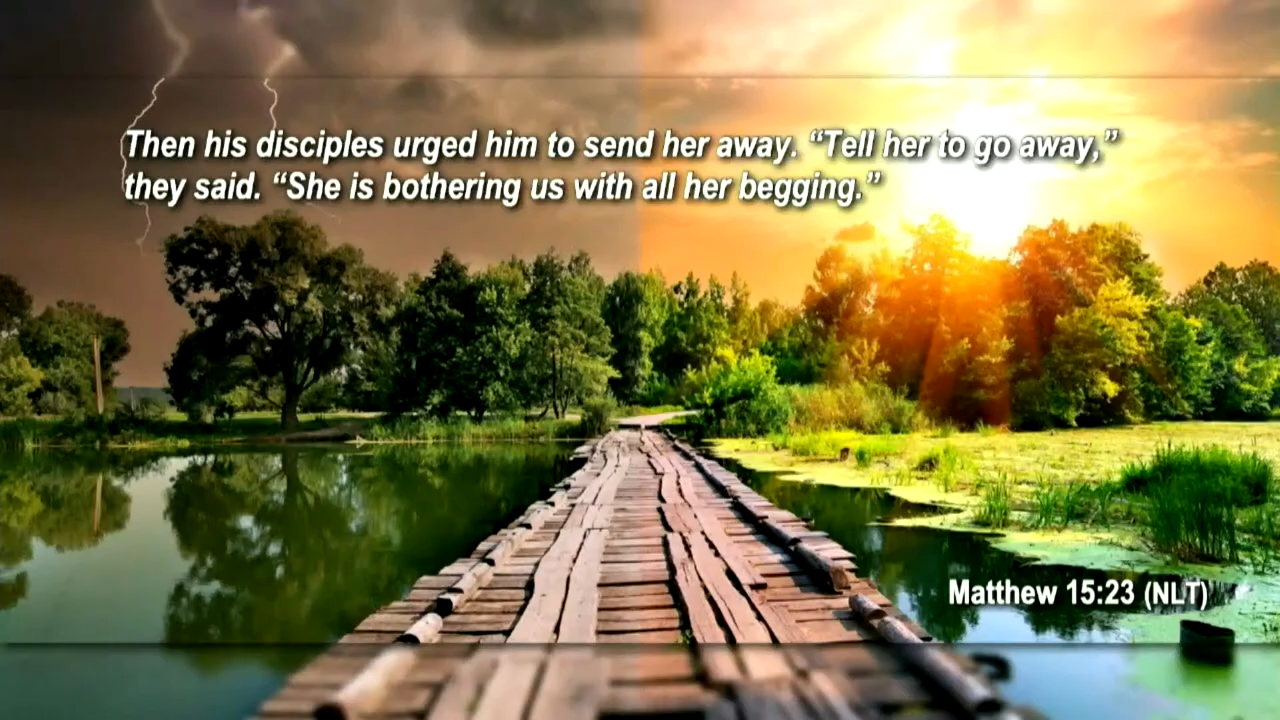 Then his disciples urged him to send her away. “Tell her to go away,”
they said. “She is bothering us with all her begging.”
Matthew 15:23 (NLT)